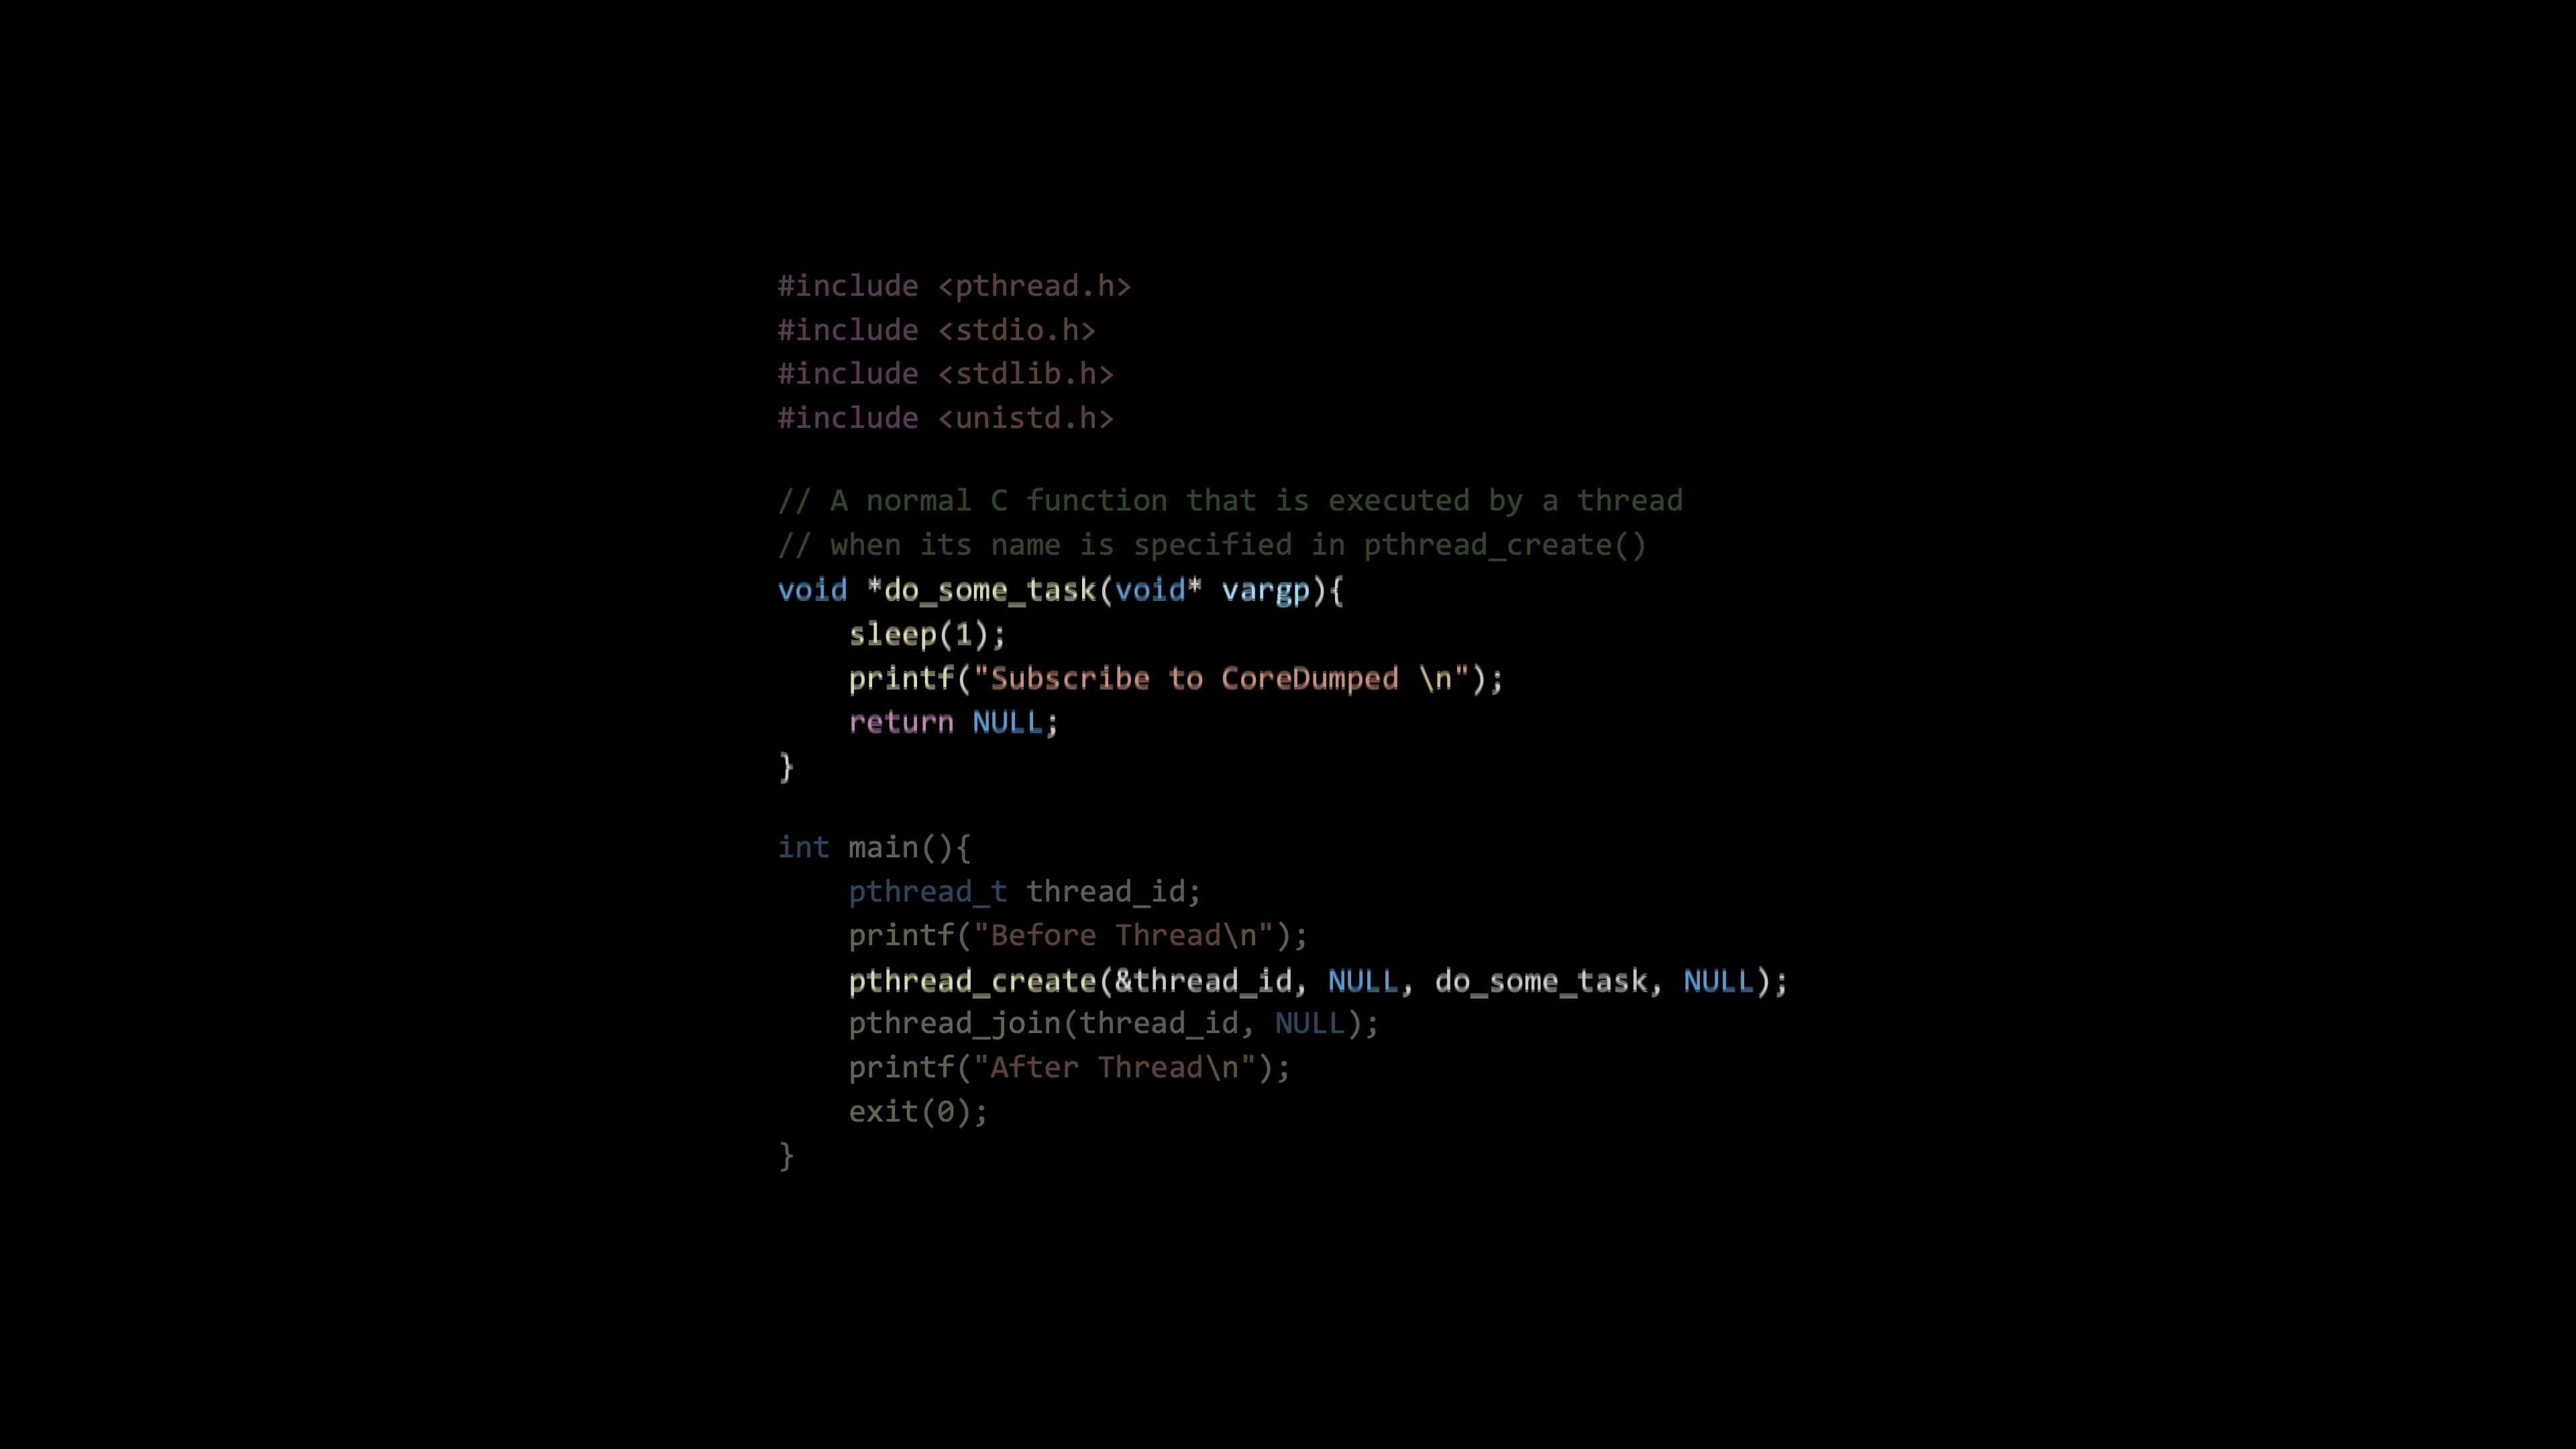 #include <pthread.h>
#include <stdio.h>
#include <stdlib.h>
#include <unistd.h>
// A normal C function that is executed by a thread
// when its name is specified in pthread_create()
void *do_some_task(void* vargp){
    sleep(1);
    printf("Subscribe to CoreDumped \n");
    return NULL;
}
int main(){
    pthread_t thread_id;
    printf("Before Thread\n");
    pthread_create(&thread_id, NULL, do_some_task, NULL);
    pthread_join(thread_id, NULL);
    printf("After Thread\n");
    exit(0);
}